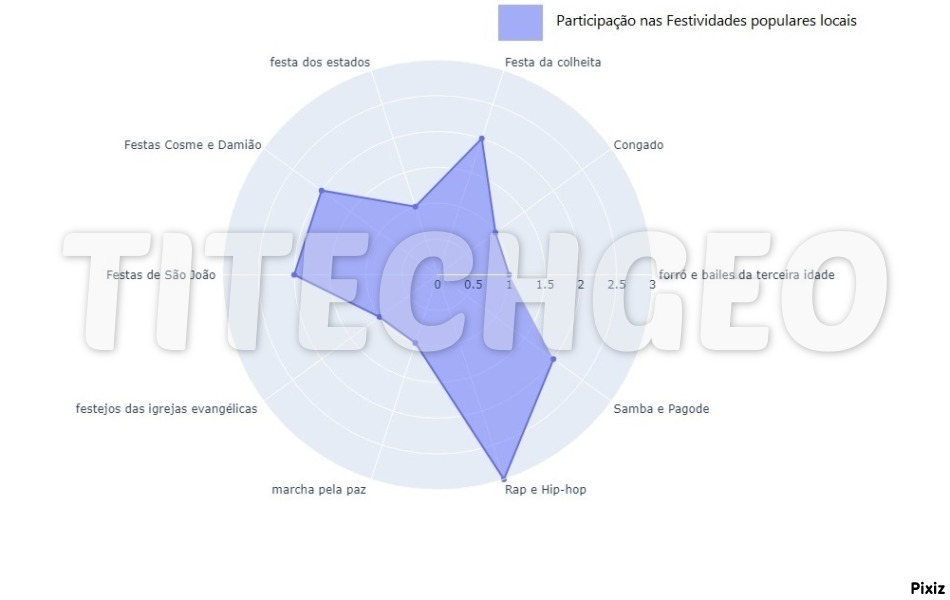 Participação nas Festividades populares locais
festa dos estados
Festa da colheita
Festas Cosme e Damião
Congado
TITECHGEO
Festas de São João
forró e bailes da terceira idade
0 0.5 1 1.5 2 2.5 3
festejos das igrejas evangélicas
Samba e Pagode
marcha pela paz
Rap e Hip-hop
Pixiz